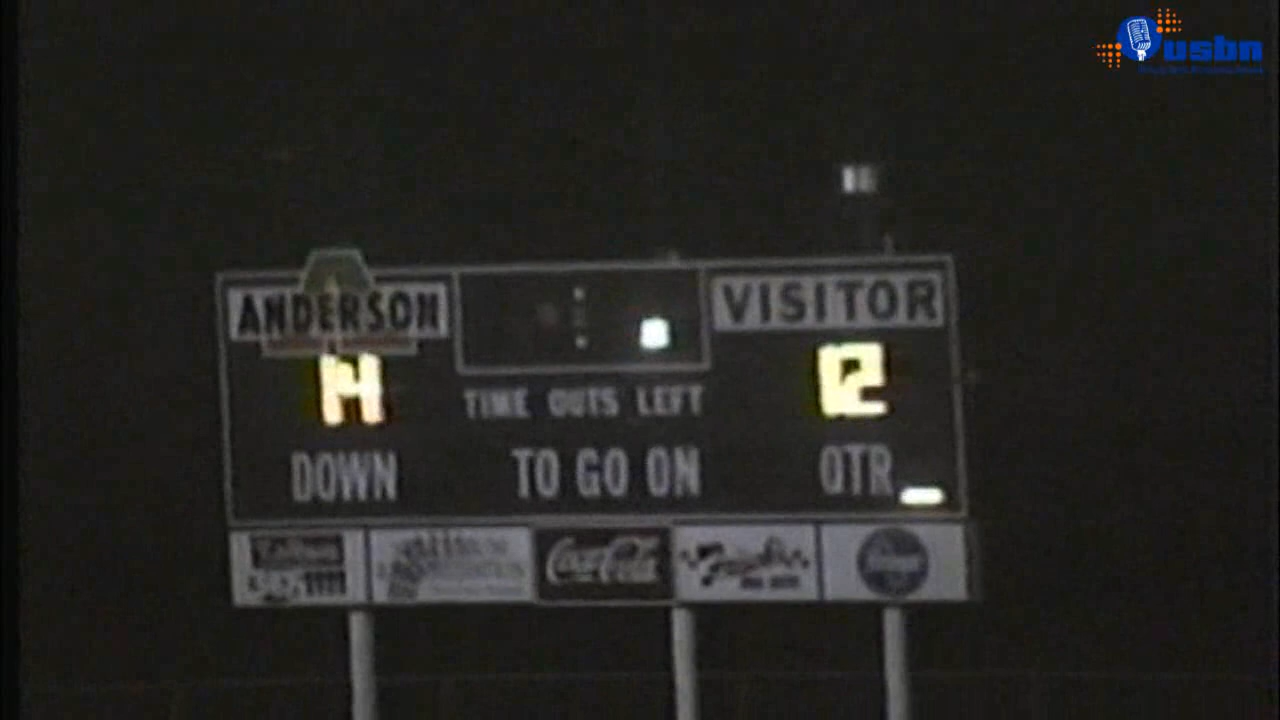 usbn
ANDERSON
VISITOR
14
12
TIME OUTS LEFT
DOWN
TO GO ON
QTR
Coca-Cola